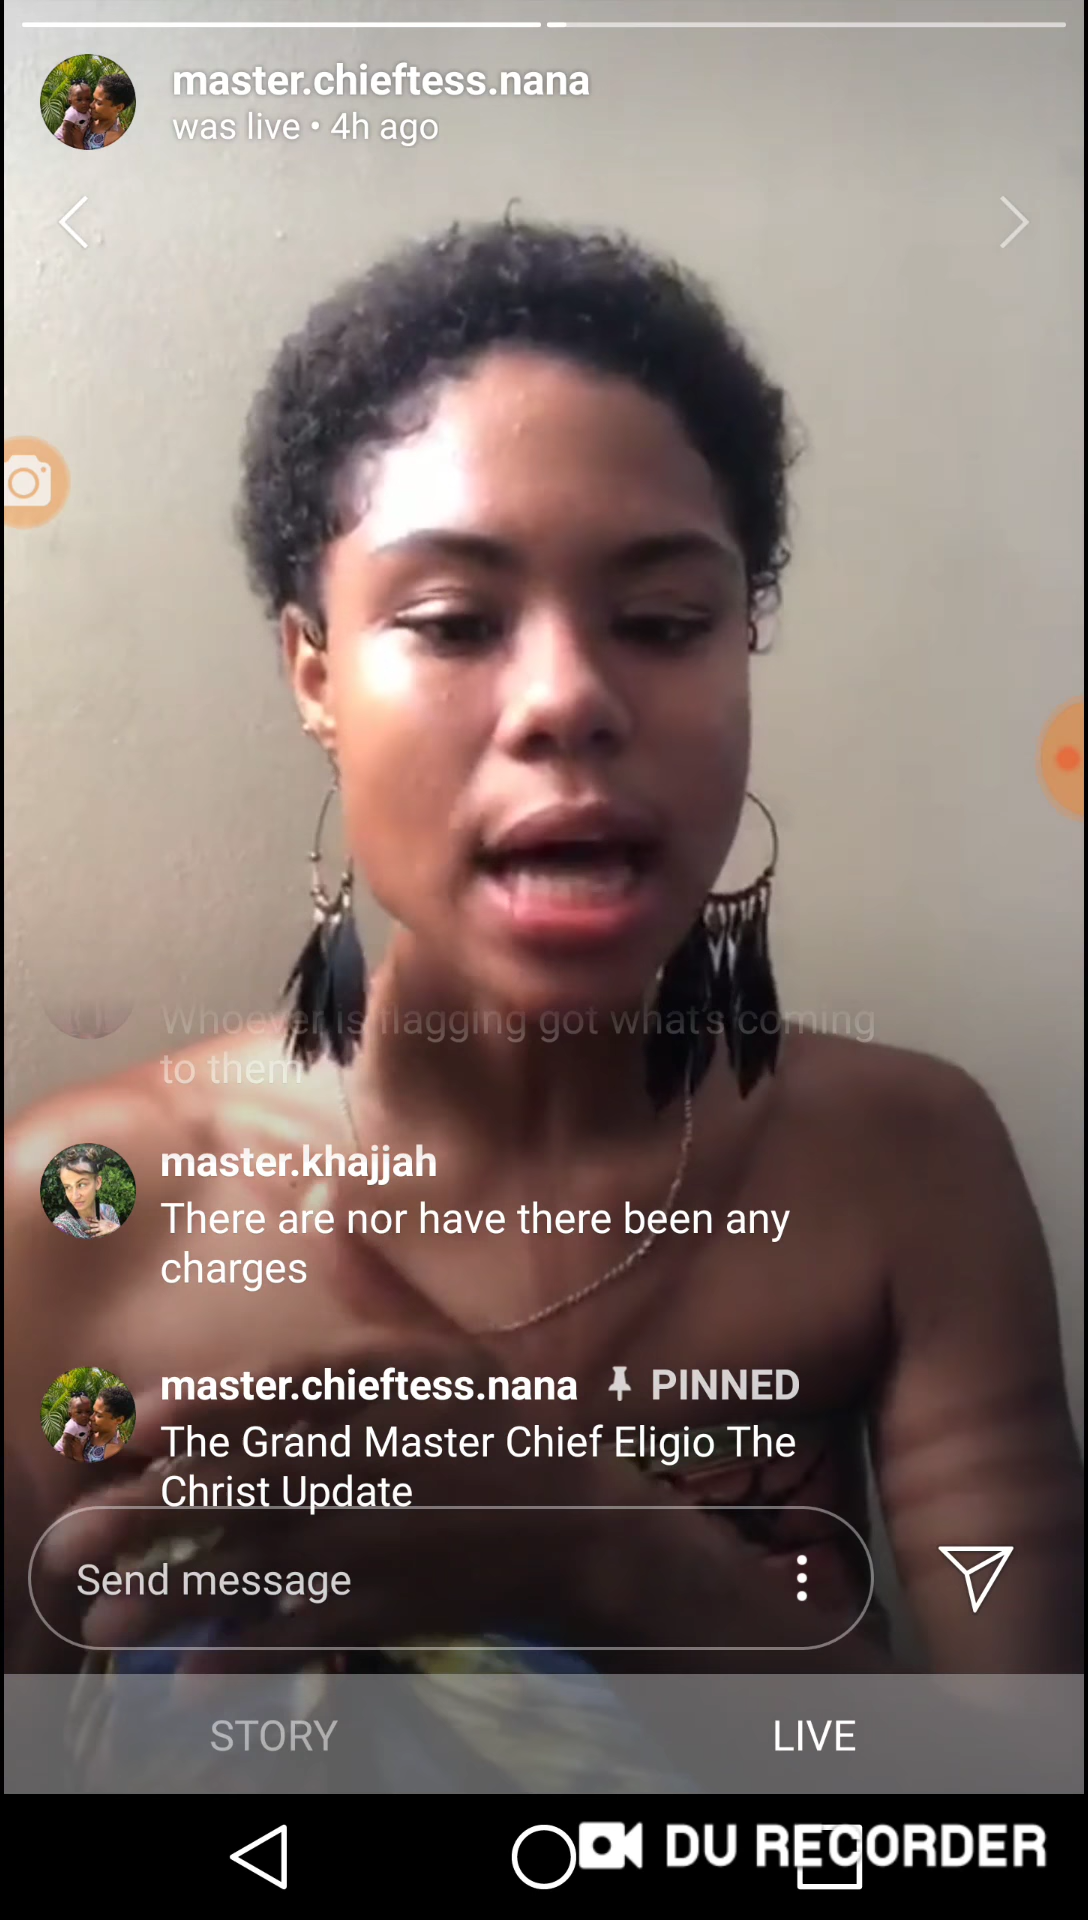 master.chieftess.nana
was live • 4h ago
Whoever is flagging got what's coming
to them
master.khajjah
There are nor have there been any
charges
master.chieftess.nana PINNED
The Grand Master Chief Eligio The
Christ Update
Send message
STORY LIVE
DU RECORDER